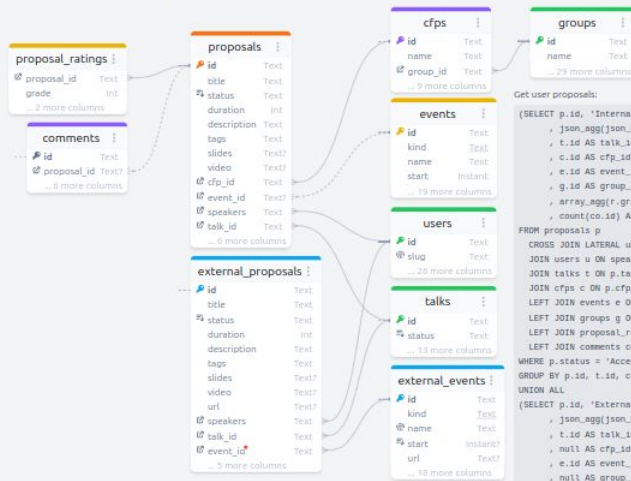 proposal_ratings
proposal_id Text
grade Int
... 2 more columns
comments
id Text
proposal_id Text?
... 6 more columns
proposals
id Text
title Text
status Text
duration Int
description Text
tags Text
slides Text?
video Text?
cfp_id Text
event_id Text?
speakers Text
talk_id Text
... 6 more columns
external_proposals
id Text
title Text
status Text
duration Int
description Text
tags Text
slides Text?
video Text?
url Text?
speakers Text
talk_id Text
event_id Text
... 5 more columns
cfps
id Text
name Text
group_id Text
... 9 more columns
events
id Text
kind Text
name Text
start Instant
... 19 more columns
users
id Text
slug Text
... 26 more columns
talks
id Text
status Text
... 13 more columns
external_events
id Text
kind Text
name Text
start Instant?
url Text?
... 18 more columns
groups
id Text
name Text
... 29 more columns
Get user proposals:
(SELECT p.id, 'Interna
, json_agg(json_
, t.id AS talk_i
, c.id AS cfp_id
, e.id AS event_
, g.id AS group_
, array_agg(r.gr
, count(co.id) A
FROM proposals p
CROSS JOIN LATERAL u
JOIN users u ON spea
JOIN talks t ON p.ta
JOIN cfps c ON p.cfp
LEFT JOIN events e O
LEFT JOIN groups g O
LEFT JOIN proposal_r
LEFT JOIN comments c
WHERE p.status = 'Acce
GROUP BY p.id, t.id, c
UNION ALL
(SELECT p.id, 'Externa
, json_agg(json_
, t.id AS talk_i
, null AS cfp_id
, e.id AS event_
, null AS group_